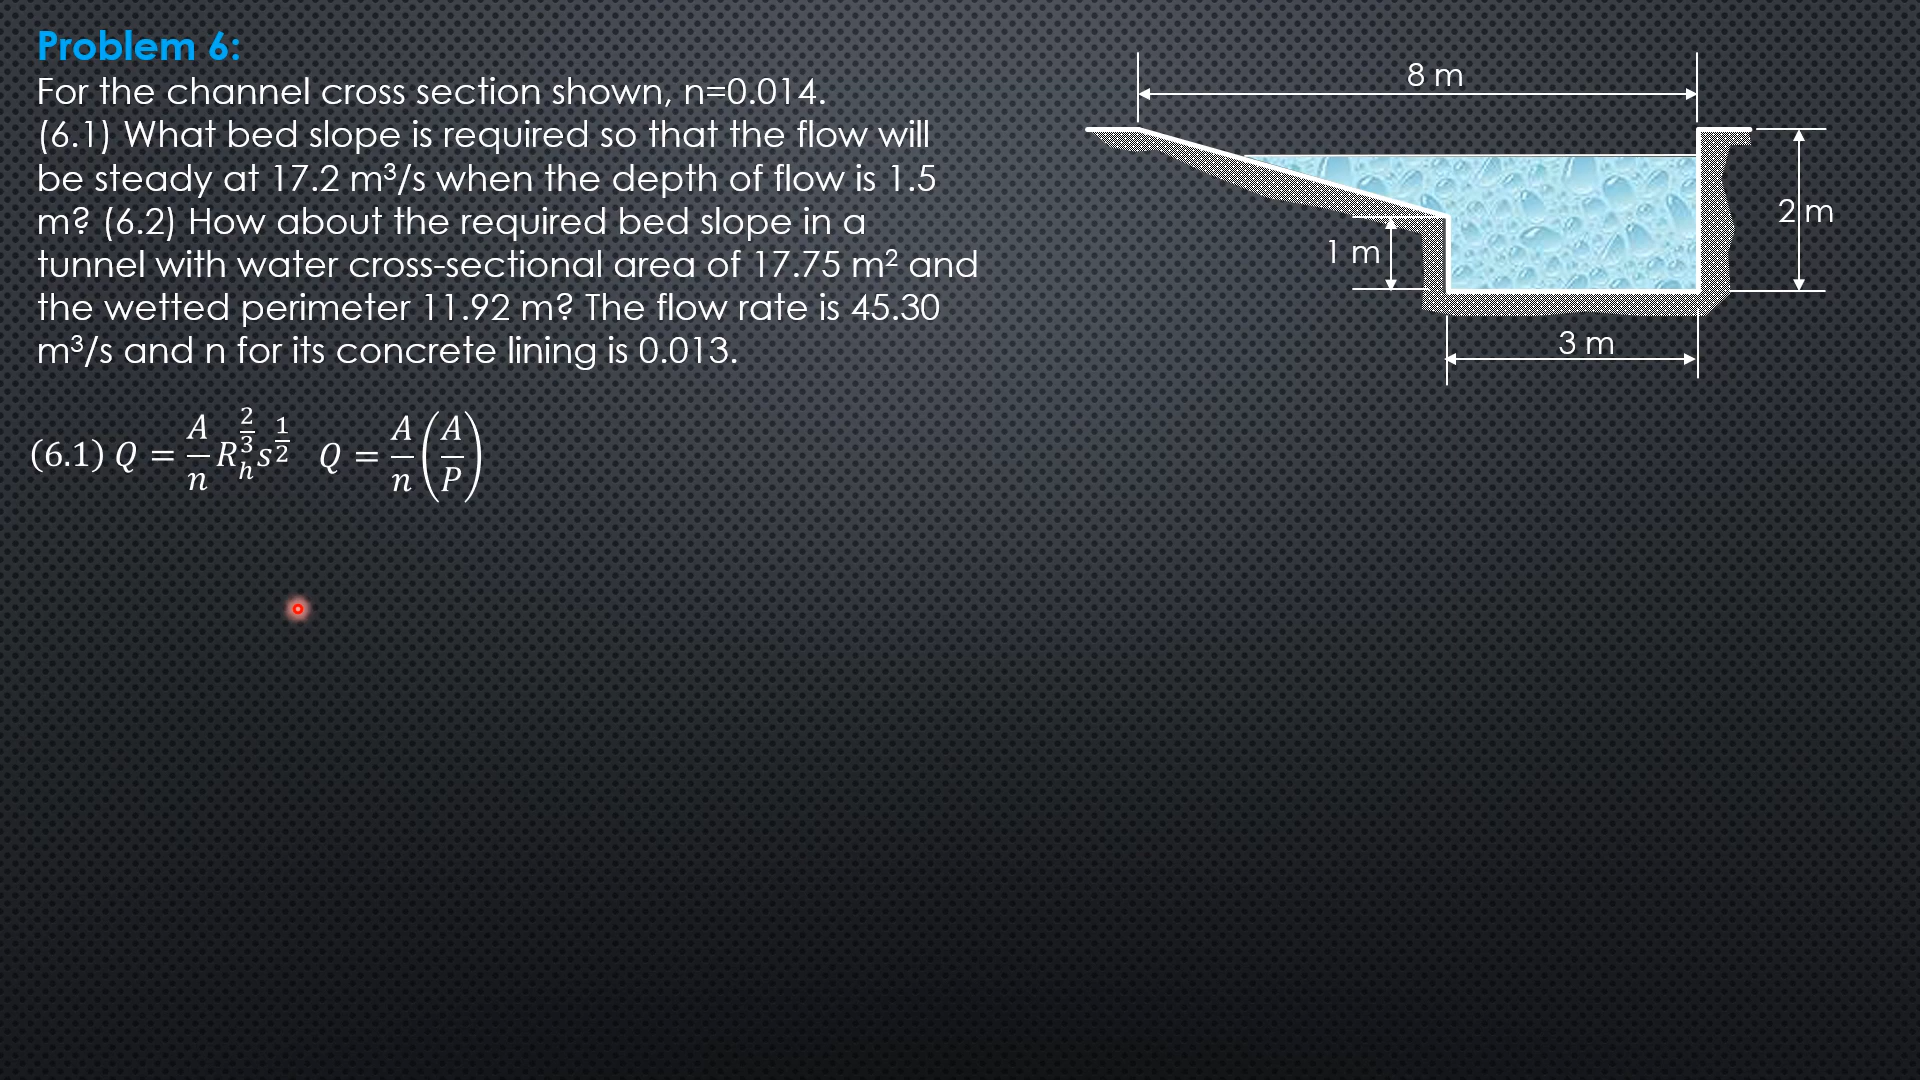 Problem 6:
For the channel cross section shown, n=0.014.
(6.1) What bed slope is required so that the flow will
be steady at 17.2 m³/s when the depth of flow is 1.5
m? (6.2) How about the required bed slope in a
tunnel with water cross-sectional area of 17.75 m² and
the wetted perimeter 11.92 m? The flow rate is 45.30
m³/s and n for its concrete lining is 0.013.
(6.1) Q = A/n R_h^(2/3) s^(1/2) Q = A/n (A/P)
8 m
2 m
1 m
3 m